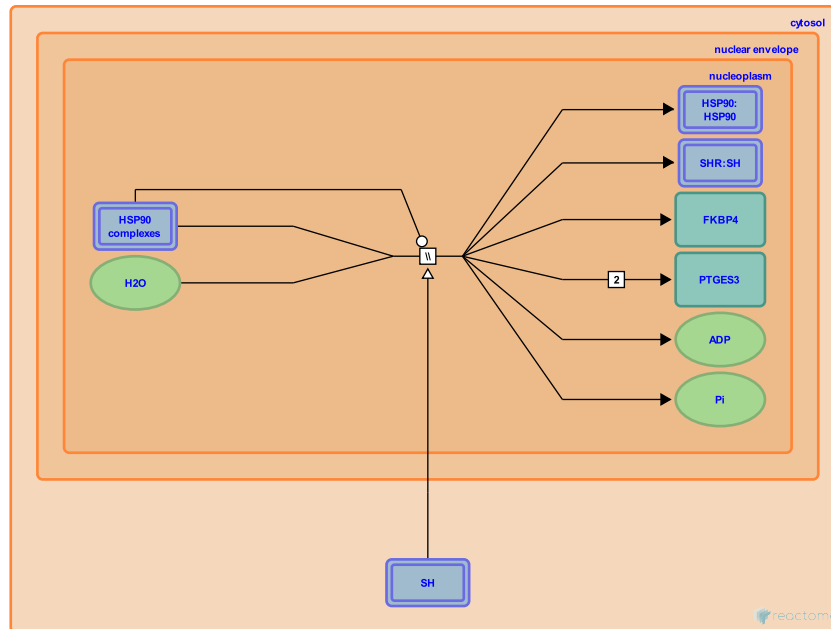 cytosol
nuclear envelope
nucleoplasm
HSP90:
HSP90
SHR:SH
HSP90
complexes
FKBP4
\\
H2O
2
PTGES3
ADP
Pi
SH
reactome